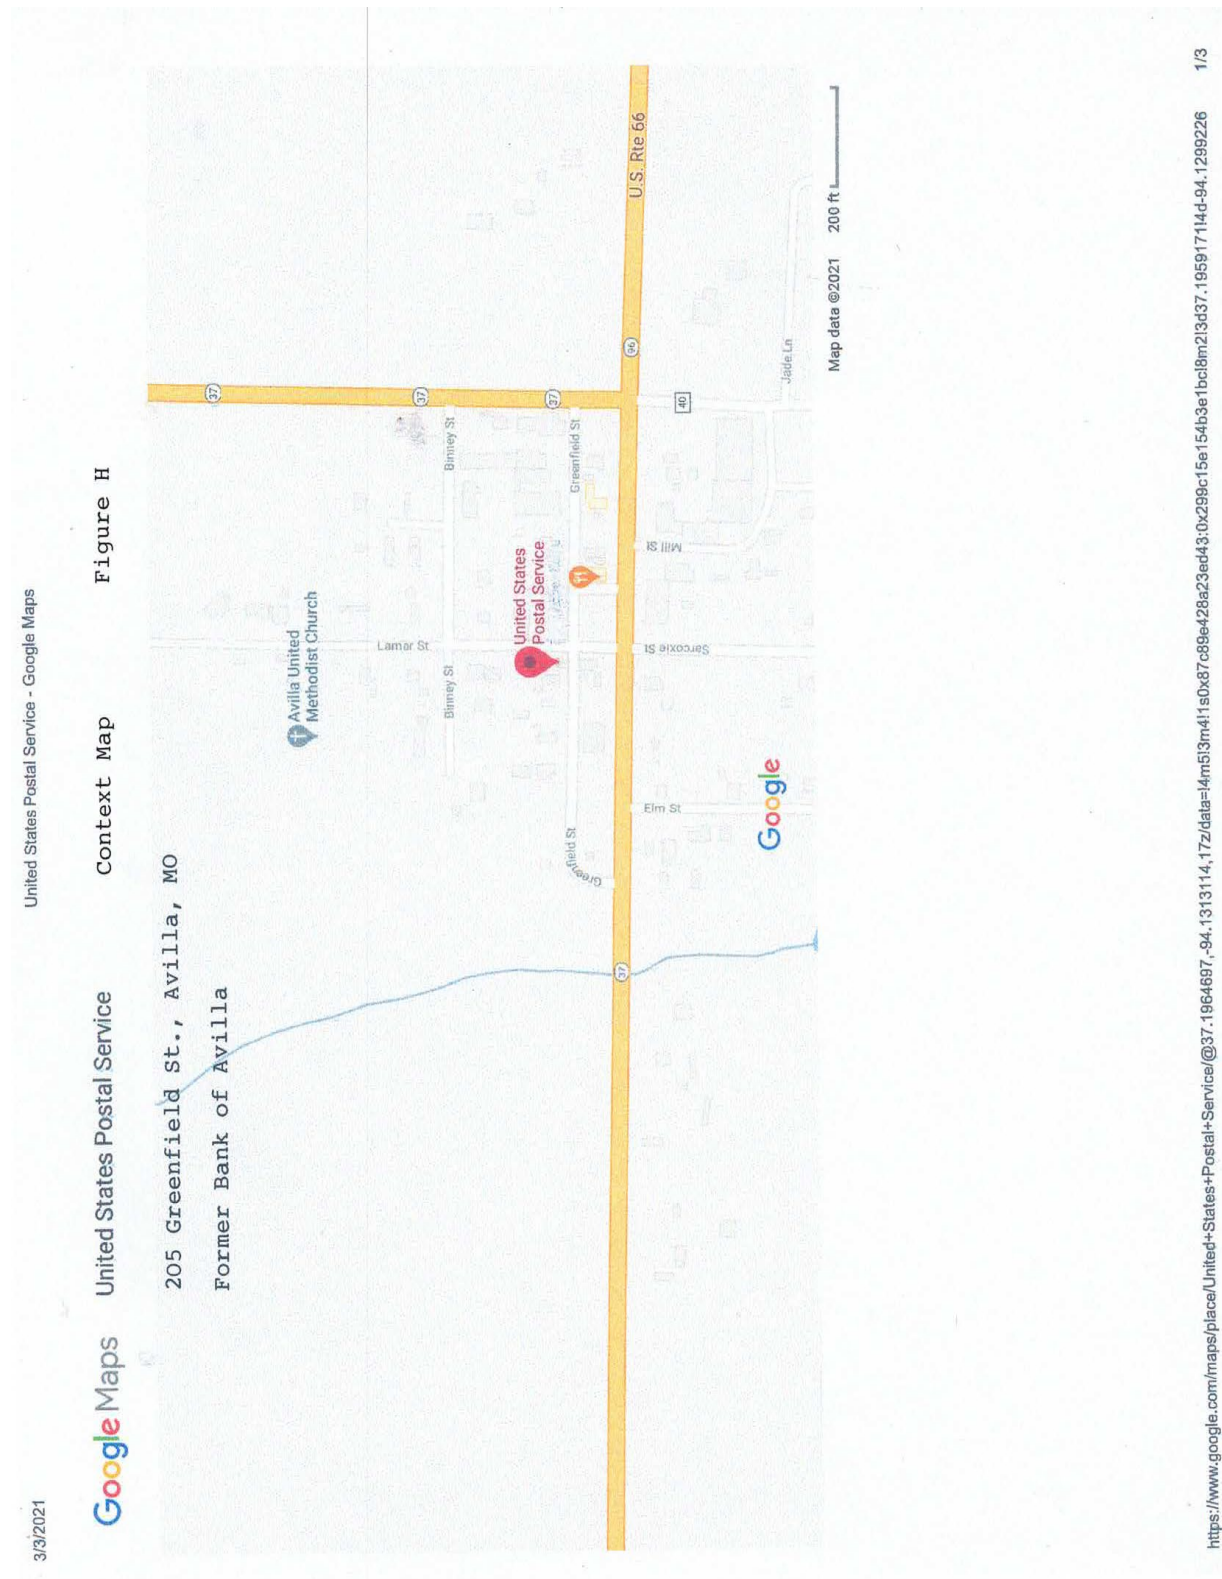 3/3/2021 United States Postal Service - Google Maps
Google Maps United States Postal Service Context Map Figure H
205 Greenfield St., Avilla, MO
Former Bank of Avilla
37
Avilla United
Methodist Church
Lamar St
37
Binney St
Binney St
United States
Postal Service
37
Greenfield St
Greenfield St
37
96
U.S. Rte 66
Elm St
Sarcoxie St
Mill St
40
Jade Ln
Google
Map data ©2021 200 ft
https://www.google.com/maps/place/United+States+Postal+Service/@37.1964697,-94.1313114,17z/data=!4m5!3m4!1s0x87c89e428a23ed43:0x299c15e154b3e1bc!8m2!3d37.1959171!4d-94.1299226 1/3